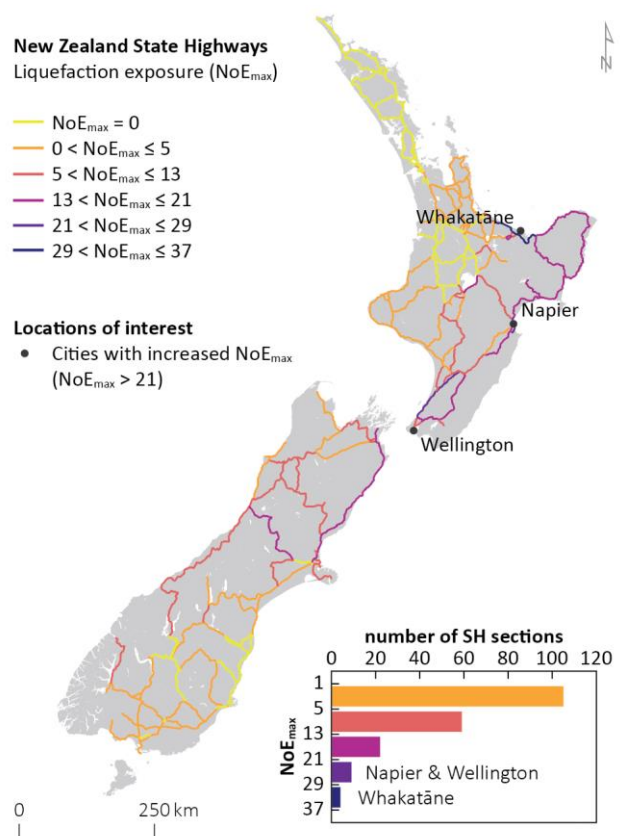 New Zealand State Highways
Liquefaction exposure (NoEmax)
NoEmax = 0
0 < NoEmax ≤ 5
5 < NoEmax ≤ 13
13 < NoEmax ≤ 21
21 < NoEmax ≤ 29
29 < NoEmax ≤ 37
Locations of interest
Cities with increased NoEmax
(NoEmax > 21)
N
Whakatāne
Napier
Wellington
number of SH sections
0 20 40 60 80 100 120
NoEmax
1
5
13
21
29
37
Napier & Wellington
Whakatāne
0 250 km